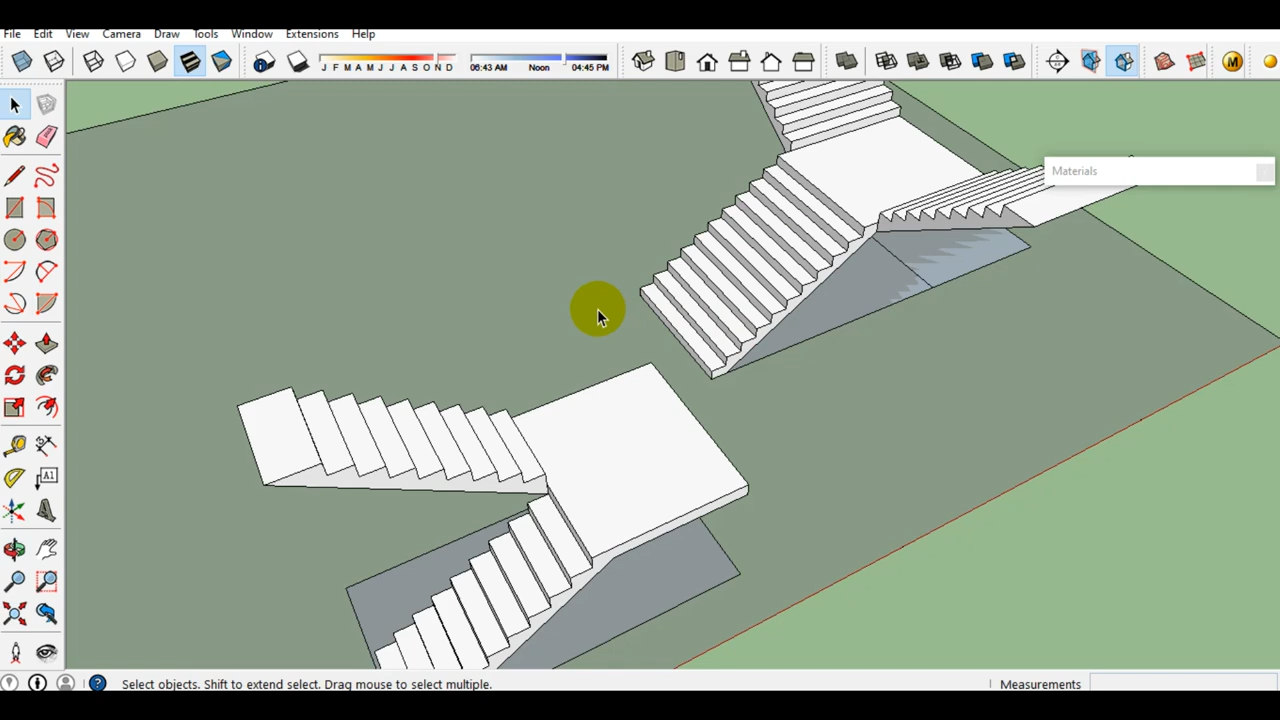 File Edit View Camera Draw Tools Window Extensions Help
J F M A M J J A S O N D 06:43 AM Noon 04:45 PM
M
Materials
A1
Select objects. Shift to extend select. Drag mouse to select multiple. Measurements